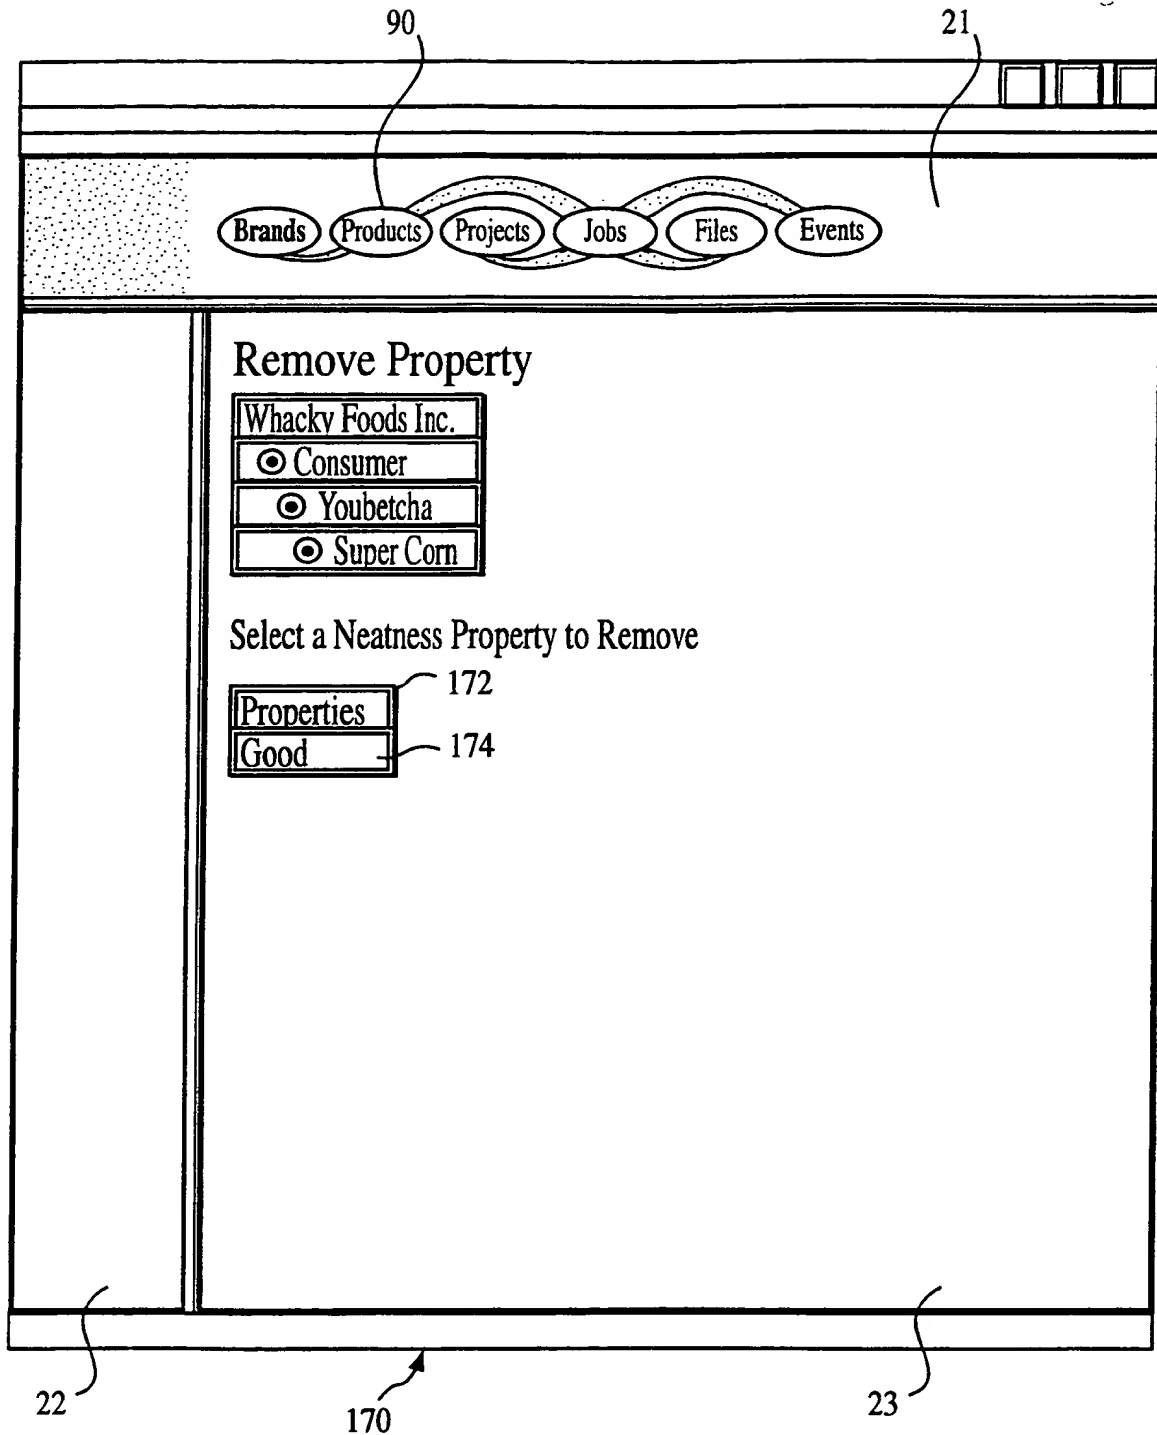 90 21
Brands Products Projects Jobs Files Events
Remove Property
Whacky Foods Inc.
Consumer
Youbetcha
Super Corn
Select a Neatness Property to Remove
172
Properties
Good 174
22 170 23